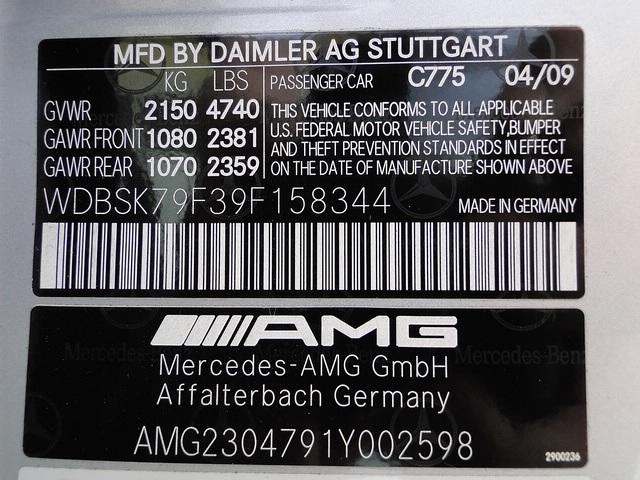 MFD BY DAIMLER AG STUTTGART
KG LBS PASSENGER CAR C775 04/09
GVWR 2150 4740 THIS VEHICLE CONFORMS TO ALL APPLICABLE
GAWR FRONT 1080 2381 U.S. FEDERAL MOTOR VEHICLE SAFETY,BUMPER
AND THEFT PREVENTION STANDARDS IN EFFECT
GAWR REAR 1070 2359 ON THE DATE OF MANUFACTURE SHOWN ABOVE
WDBSK79F39F158344 MADE IN GERMANY
AMG
Mercedes-AMG GmbH
Mercedes-Benz
Affalterbach Germany
AMG2304791Y002598
2900236